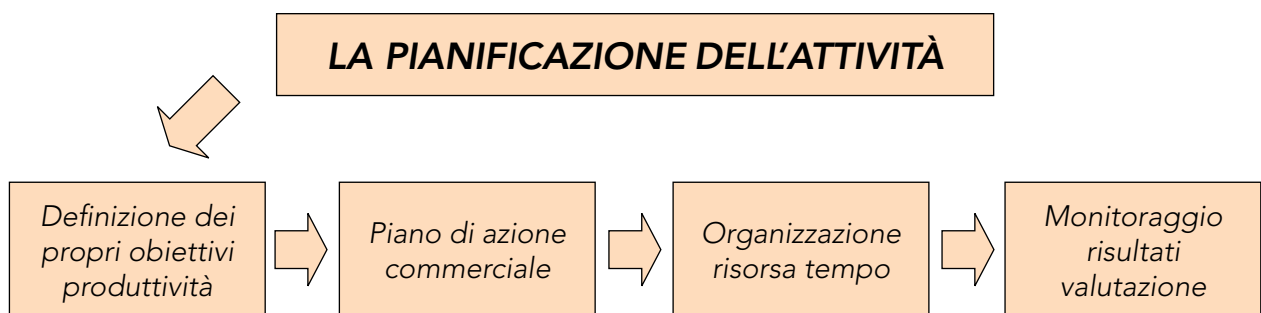 LA PIANIFICAZIONE DELL’ATTIVITÀ
Definizione dei
propri obiettivi
produttività
Piano di azione
commerciale
Organizzazione
risorsa tempo
Monitoraggio
risultati
valutazione